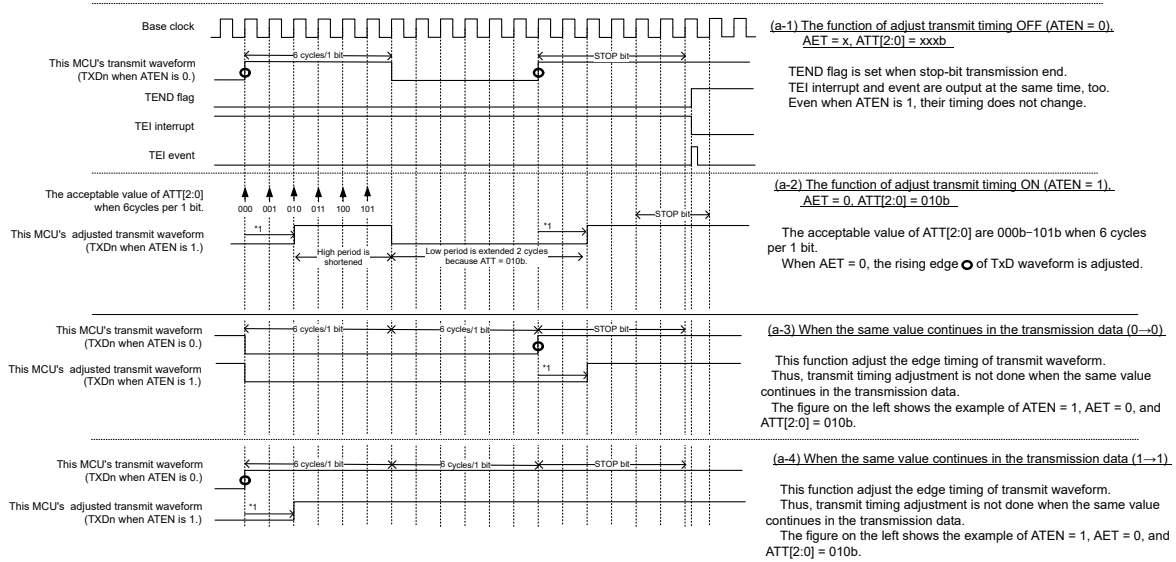 Base clock
(a-1) The function of adjust transmit timing OFF (ATEN = 0),
AET = x, ATT[2:0] = xxxb
6 cycles/1 bit
STOP bit
This MCU's transmit waveform
(TXDn when ATEN is 0.)
TEND flag is set when stop-bit transmission end.
TEI interrupt and event are output at the same time, too.
Even when ATEN is 1, their timing does not change.
TEND flag
TEI interrupt
TEI event
(a-2) The function of adjust transmit timing ON (ATEN = 1),
AET = 0, ATT[2:0] = 010b
The acceptable value of ATT[2:0]
when 6cycles per 1 bit.
000 001 010 011 100 101
STOP bit
This MCU's adjusted transmit waveform
(TXDn when ATEN is 1.)
*1
*1
High period is
shortened
Low period is extended 2 cycles
because ATT = 010b.
The acceptable value of ATT[2:0] are 000b−101b when 6 cycles
per 1 bit.
When AET = 0, the rising edge of TxD waveform is adjusted.
This MCU's transmit waveform
(TXDn when ATEN is 0.)
6 cycles/1 bit
6 cycles/1 bit
STOP bit
(a-3) When the same value continues in the transmission data (0→0)
This MCU's adjusted transmit waveform
(TXDn when ATEN is 1.)
*1
This function adjust the edge timing of transmit waveform.
Thus, transmit timing adjustment is not done when the same value
continues in the transmission data.
The figure on the left shows the example of ATEN = 1, AET = 0, and
ATT[2:0] = 010b.
This MCU's transmit waveform
(TXDn when ATEN is 0.)
6 cycles/1 bit
6 cycles/1 bit
STOP bit
(a-4) When the same value continues in the transmission data (1→1)
This MCU's adjusted transmit waveform
(TXDn when ATEN is 1.)
*1
This function adjust the edge timing of transmit waveform.
Thus, transmit timing adjustment is not done when the same value
continues in the transmission data.
The figure on the left shows the example of ATEN = 1, AET = 0, and
ATT[2:0] = 010b.